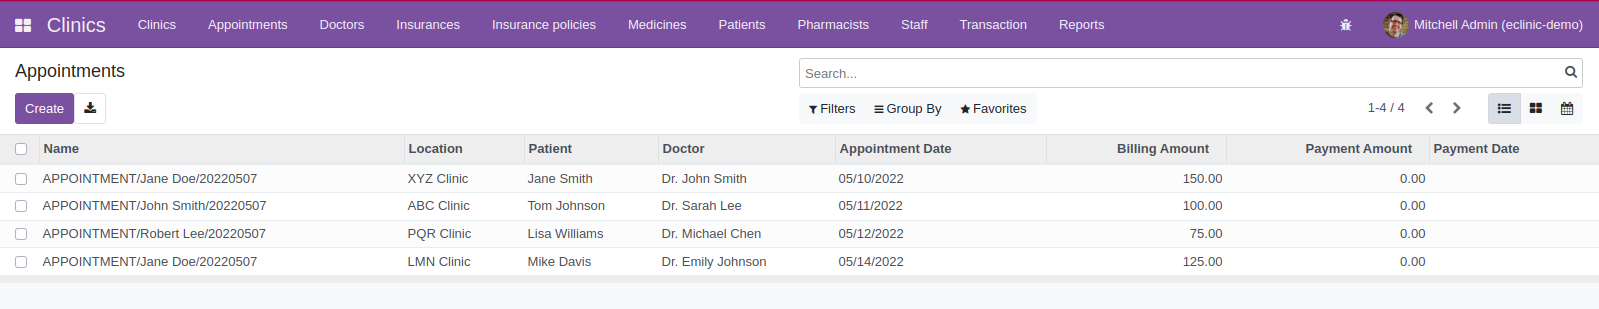 Clinics Clinics Appointments Doctors Insurances Insurance policies Medicines Patients Pharmacists Staff Transaction Reports Mitchell Admin (eclinic-demo)
Appointments Search...
Create Filters Group By Favorites 1-4 / 4
Name Location Patient Doctor Appointment Date Billing Amount Payment Amount Payment Date
APPOINTMENT/Jane Doe/20220507 XYZ Clinic Jane Smith Dr. John Smith 05/10/2022 150.00 0.00
APPOINTMENT/John Smith/20220507 ABC Clinic Tom Johnson Dr. Sarah Lee 05/11/2022 100.00 0.00
APPOINTMENT/Robert Lee/20220507 PQR Clinic Lisa Williams Dr. Michael Chen 05/12/2022 75.00 0.00
APPOINTMENT/Jane Doe/20220507 LMN Clinic Mike Davis Dr. Emily Johnson 05/14/2022 125.00 0.00